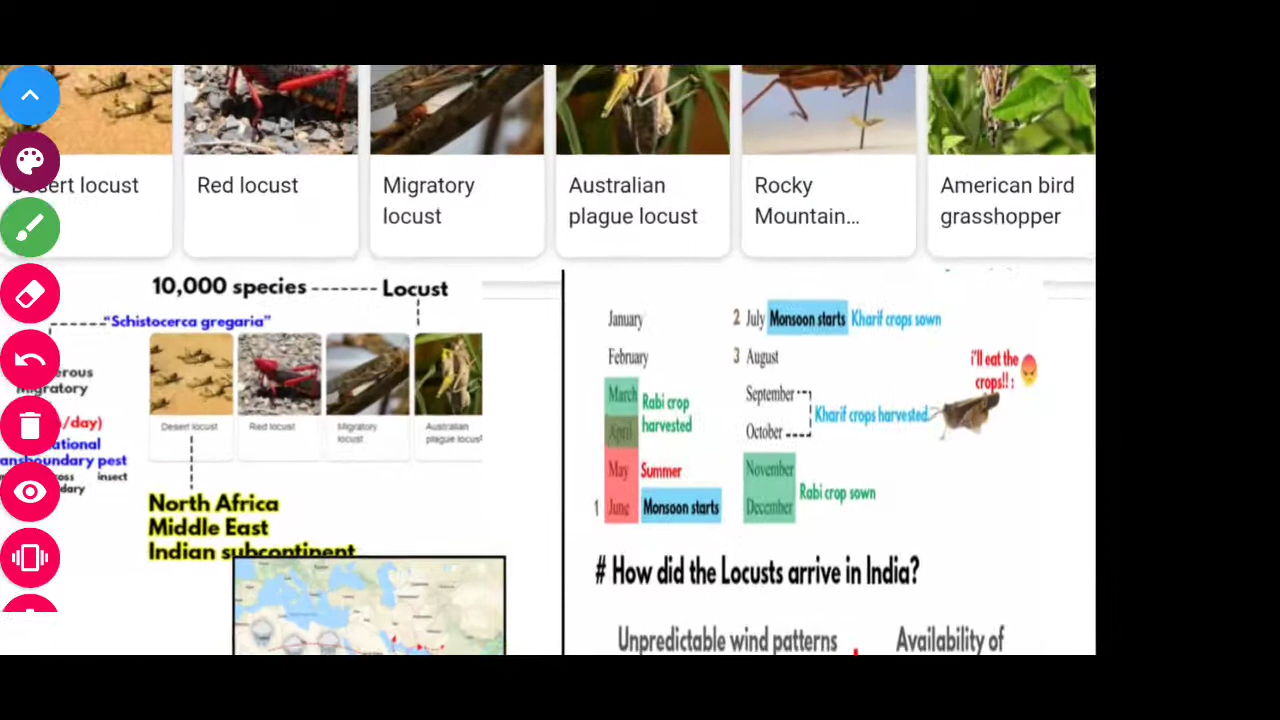 Desert locust
Red locust
Migratory
locust
Australian
plague locust
Rocky
Mountain...
American bird
grasshopper
10,000 species ------- Locust
"Schistocerca gregaria"
Desert locust
Red locust
Migratory
locust
Australian
plague locust
/day)
insect
North Africa
Middle East
Indian subcontinent
January
February
March
April
Rabi crop
harvested
May
Summer
1 June Monsoon starts
2 July Monsoon starts Kharif crops sown
3 August
September
October
Kharif crops harvested
November
December
Rabi crop sown
i'll eat the
crops!! :
# How did the Locusts arrive in India?
Unpredictable wind patterns
Availability of